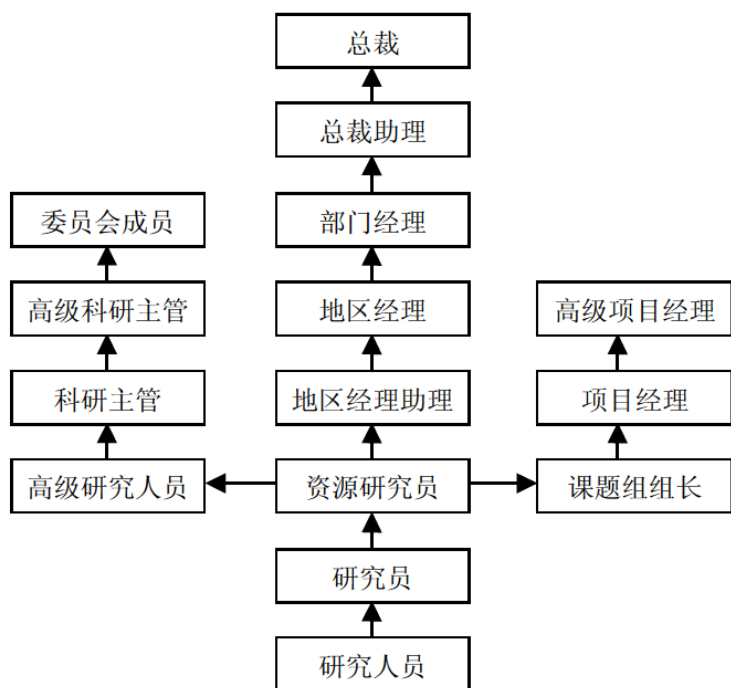 总裁
总裁助理
委员会成员
部门经理
高级科研主管
地区经理
高级项目经理
科研主管
地区经理助理
项目经理
高级研究人员
资源研究员
课题组组长
研究员
研究人员